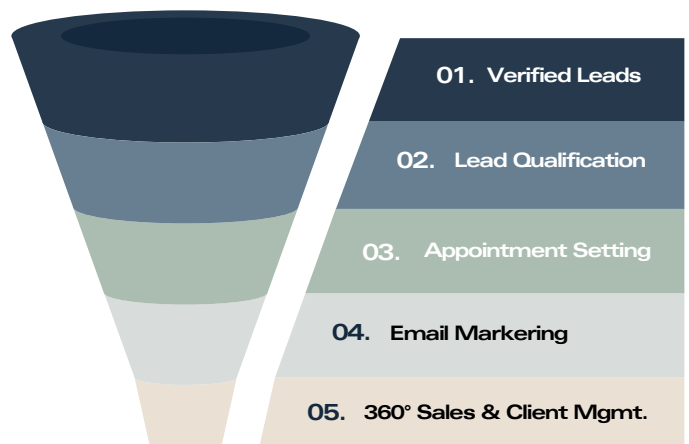 01. Verified Leads
02. Lead Qualification
03. Appointment Setting
04. Email Markering
05. 360° Sales & Client Mgmt.